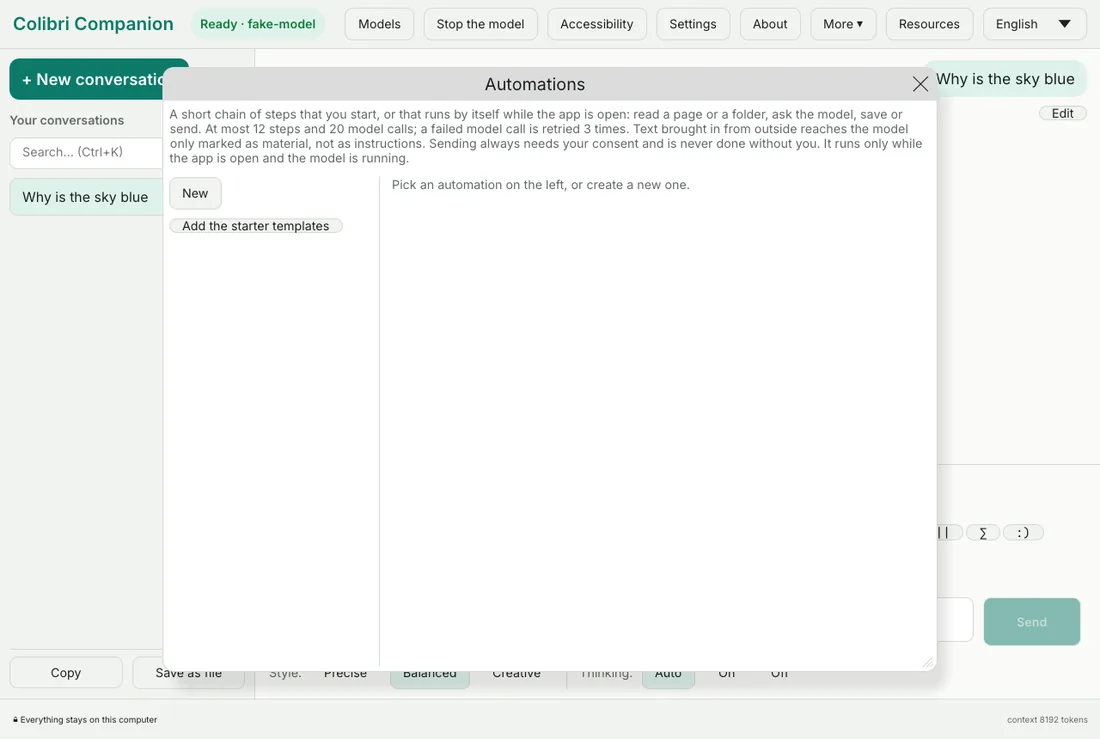 Colibri Companion
Ready · fake-model
Models
Stop the model
Accessibility
Settings
About
More ▾
Resources
English
+ New conversatio
Your conversations
Search... (Ctrl+K)
Why is the sky blue
Automations
A short chain of steps that you start, or that runs by itself while the app is open: read a page or a folder, ask the model, save or
send. At most 12 steps and 20 model calls; a failed model call is retried 3 times. Text brought in from outside reaches the model
only marked as material, not as instructions. Sending always needs your consent and is never done without you. It runs only while
the app is open and the model is running.
New
Add the starter templates
Pick an automation on the left, or create a new one.
Why is the sky blue
Edit
||
∑
:)
Send
Copy
Save as file
Style:
Precise
Balanced
Creative
Thinking:
Auto
On
Off
Everything stays on this computer
context 8192 tokens